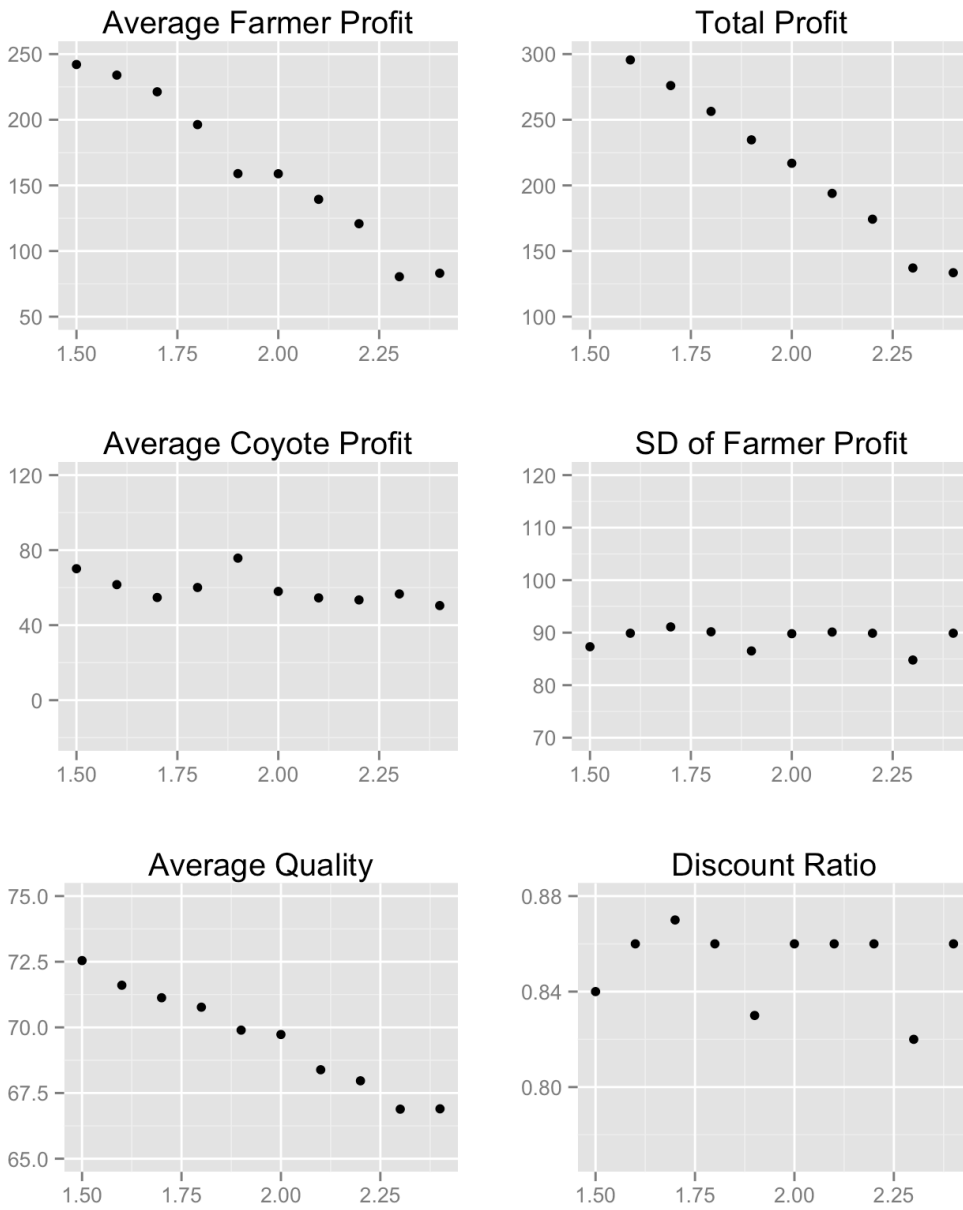 Average Farmer Profit
250
200
150
100
50
1.50 1.75 2.00 2.25
Total Profit
300
250
200
150
100
1.50 1.75 2.00 2.25
Average Coyote Profit
120
80
40
0
1.50 1.75 2.00 2.25
SD of Farmer Profit
120
110
100
90
80
70
1.50 1.75 2.00 2.25
Average Quality
75.0
72.5
70.0
67.5
65.0
1.50 1.75 2.00 2.25
Discount Ratio
0.88
0.84
0.80
1.50 1.75 2.00 2.25